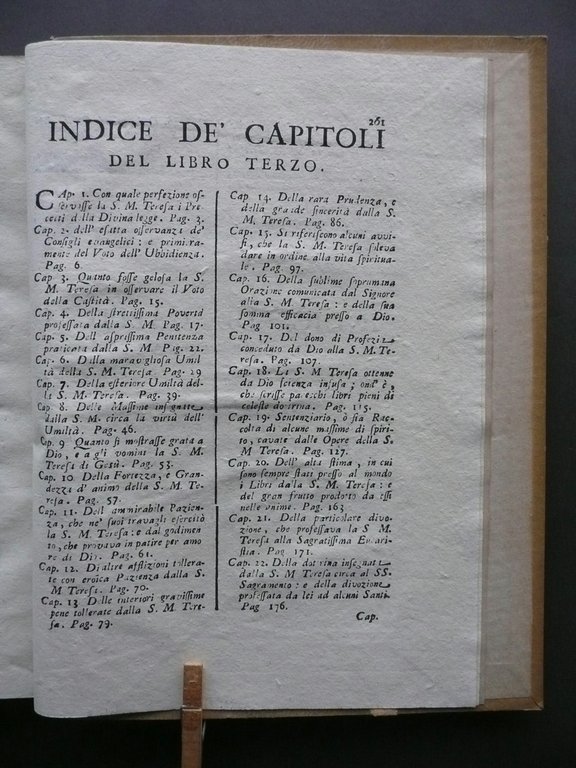 261
INDICE DE' CAPITOLI
DEL LIBRO TERZO.
CAp. 1. Con quale perfezione os-
servasse la S. M. Teresa i Pre-
cetti della Divina legge. Pag. 3.
Cap. 2. dell' esatta osservanza de'
Consigli evangelici: e primiera-
mente del Voto dell' Ubbidienza.
Pag. 6.
Cap 3. Quanto fosse gelosa la S.
M. Teresa in osservare il Voto
della Castità. Pag. 15.
Cap. 4. Della strettissima Povertà
professata dalla S. M. Pag. 17.
Cap. 5. Dell' asprissima Penitenza
praticata dalla S. M. Pag. 22.
Cap. 6. Della maravigliosa Umil
tà della S. M. Teresa. Pag. 29
Cap. 7. Della esteriore Umiltà del-
la S. M. Teresa. Pag. 39.
Cap. 8. Delle Massime insegnate
dalla S. M. circa la virtù dell'
Umiltà. Pag. 46.
Cap. 9 Quanto si mostrasse grata a
Dio, e a gli uomini la S. M.
Teresa di Gesù. Pag. 53.
Cap. 10 Della Fortezza, e Gran-
dezza d' animo della S. M. Te-
resa. Pag. 57.
Cap. 11. Dell' ammirabile Pazien-
za, che ne' suoi travagli esercitò
la S. M. Teresa: e dal godimen-
to, che provava in patire per amo
re di Dio. Pag. 61.
Cap. 12. Di altre afflizioni tollera-
te con eroica Pazienza dalla S.
M Teresa. Pag. 70.
Cap. 13 Delle interiori gravissime
pene tollerate dalla S. M. Tere-
sa. Pag. 79.
Cap. 14. Della rara Prudenza, e
della grande sincerità dalla S.
M. Teresa. Pag. 86.
Cap. 15. Si riferiscono alcuni avvi-
si, che la S. M. Teresa soleva
dare in ordine alla vita spiritua-
le. Pag. 97.
Cap. 16. Della sublime soprumana
Orazione comunicata dal Signore
alla S. M Teresa: e della sua
somma efficacia presso a Dio.
Pag 101.
Cap. 17. Del dono di Profezia
conceduto da Dio alla S. M. Te-
resa. Pag. 107.
Cap. 18. La S. M Teresa ottenne
da Dio scienza infusa; ond' è,
che scrisse parecchi libri pieni di
celeste dottrina. Pag. 115.
Cap. 19. Sentenziario, ò sia Rac-
colta di alcune massime di spiri-
to, cavate dalle Opere della S.
M Teresa. Pag. 127.
Cap. 20. Dell' alta stima, in cui
sono sempre stati presso al mondo
i Libri dalla S. M. Teresa: e
del gran frutto prodotto da essi
nelle anime. Pag. 163
Cap. 21. Della particolare divo-
zione, che professava la S. M.
Teresa alla Sagratissima Eucari-
stia. Pag. 171.
Cap. 22. Della dottrina insegnata
dalla S. M Teresa circa al SS.
Sagramento: e della divozione
professata da lei ad alcuni Santi.
Pag 176.
Cap.